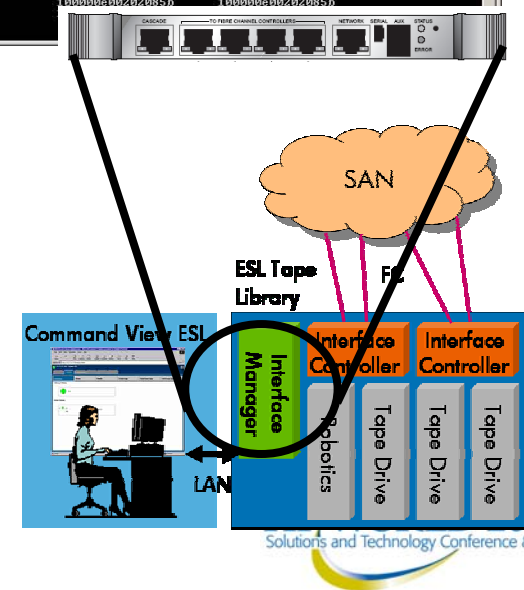 CASCADE
TO FIBRE CHANNEL CONTROLLERS
NETWORK
SERIAL
AUX
STATUS
ERROR
SAN
ESL Tape
Library
FC
Command View ESL
Interface
Manager
Interface
Controller
Interface
Controller
Robotics
Tape Drive
Tape Drive
Tape Drive
LAN
Solutions and Technology Conference &